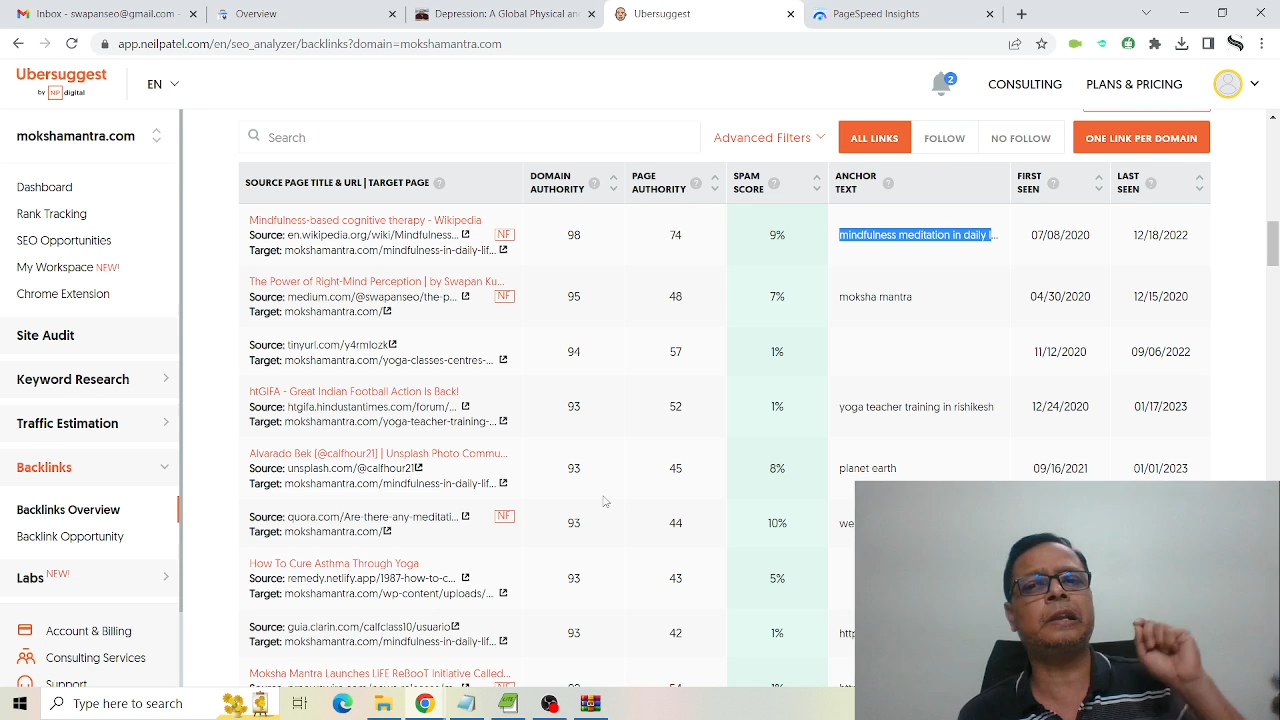 Inbox - swapansem@gmail.com
Overview
Depression: A Global Physical and
Ubersuggest
PageSpeed Insights
app.neilpatel.com/en/seo_analyzer/backlinks?domain=mokshamantra.com
Ubersuggest
by NP digital
EN
2
CONSULTING
PLANS & PRICING
mokshamantra.com
Dashboard
Rank Tracking
SEO Opportunities
My Workspace NEW!
Chrome Extension
Site Audit
Keyword Research
Traffic Estimation
Backlinks
Backlinks Overview
Backlink Opportunity
Labs NEW!
Account & Billing
Consulting Services
Support
Search
Advanced Filters
ALL LINKS
FOLLOW
NO FOLLOW
ONE LINK PER DOMAIN
SOURCE PAGE TITLE & URL | TARGET PAGE
DOMAIN AUTHORITY
PAGE AUTHORITY
SPAM SCORE
ANCHOR TEXT
FIRST SEEN
LAST SEEN
Mindfulness-based cognitive therapy - Wikipedia
Source: en.wikipedia.org/wiki/Mindfulness... NF
Target: mokshamantra.com/mindfulness-in-daily-lif...
98 74 9% mindfulness meditation in daily l... 07/08/2020 12/18/2022
The Power of Right-Mind Perception | by Swapan Ku...
Source: medium.com/@swapanseo/the-p... NF
Target: mokshamantra.com/
95 48 7% moksha mantra 04/30/2020 12/15/2022
Source: tinyurl.com/y4rmlozk
Target: mokshamantra.com/yoga-classes-centres-...
94 57 1% 11/12/2020 09/06/2022
htGIFA - Great Indian Football Action Is Back!
Source: htgifa.hindustantimes.com/forum/...
Target: mokshamantra.com/yoga-teacher-training-...
93 52 1% yoga teacher training in rishikesh 12/24/2020 01/17/2023
Alvarado Bek (@calfhour21) | Unsplash Photo Commu...
Source: unsplash.com/@calfhour21
Target: mokshamantra.com/mindfulness-in-daily-lif...
93 45 8% planet earth 09/16/2021 01/01/2023
Source: quora.com/Are-there-any-meditati... NF
Target: mokshamantra.com/
93 44 10% we
How To Cure Asthma Through Yoga
Source: remedy.netlify.app/1987-how-to-c...
Target: mokshamantra.com/wp-content/uploads/...
93 43 5%
Source: guia.clarin.com/calfclass10/usuario
Target: mokshamantra.com/mindfulness-in-daily-lif...
93 42 1% http
Moksha Mantra Launches LiFE ReBooT Initiative Called...
Type here to search